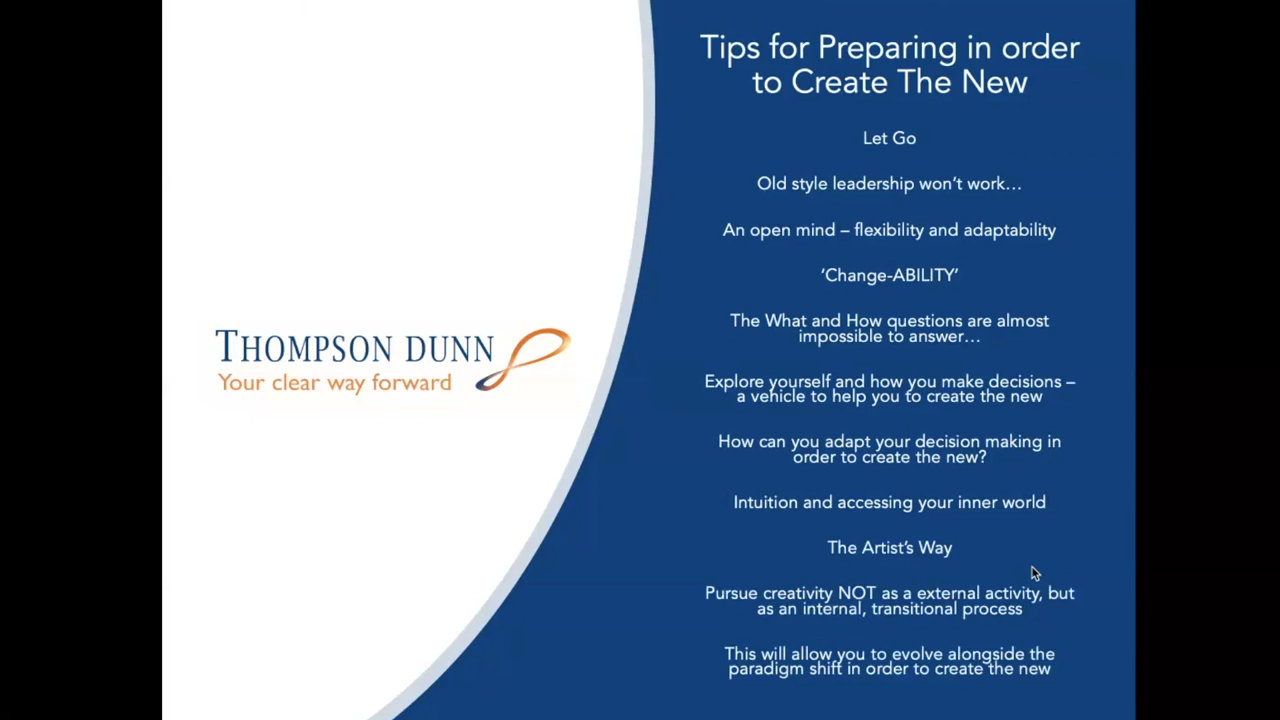 Tips for Preparing in order
to Create The New
Let Go
Old style leadership won’t work…
An open mind – flexibility and adaptability
‘Change-ABILITY’
The What and How questions are almost
impossible to answer…
Explore yourself and how you make decisions –
a vehicle to help you to create the new
How can you adapt your decision making in
order to create the new?
Intuition and accessing your inner world
The Artist’s Way
Pursue creativity NOT as a external activity, but
as an internal, transitional process
This will allow you to evolve alongside the
paradigm shift in order to create the new
THOMPSON DUNN
Your clear way forward